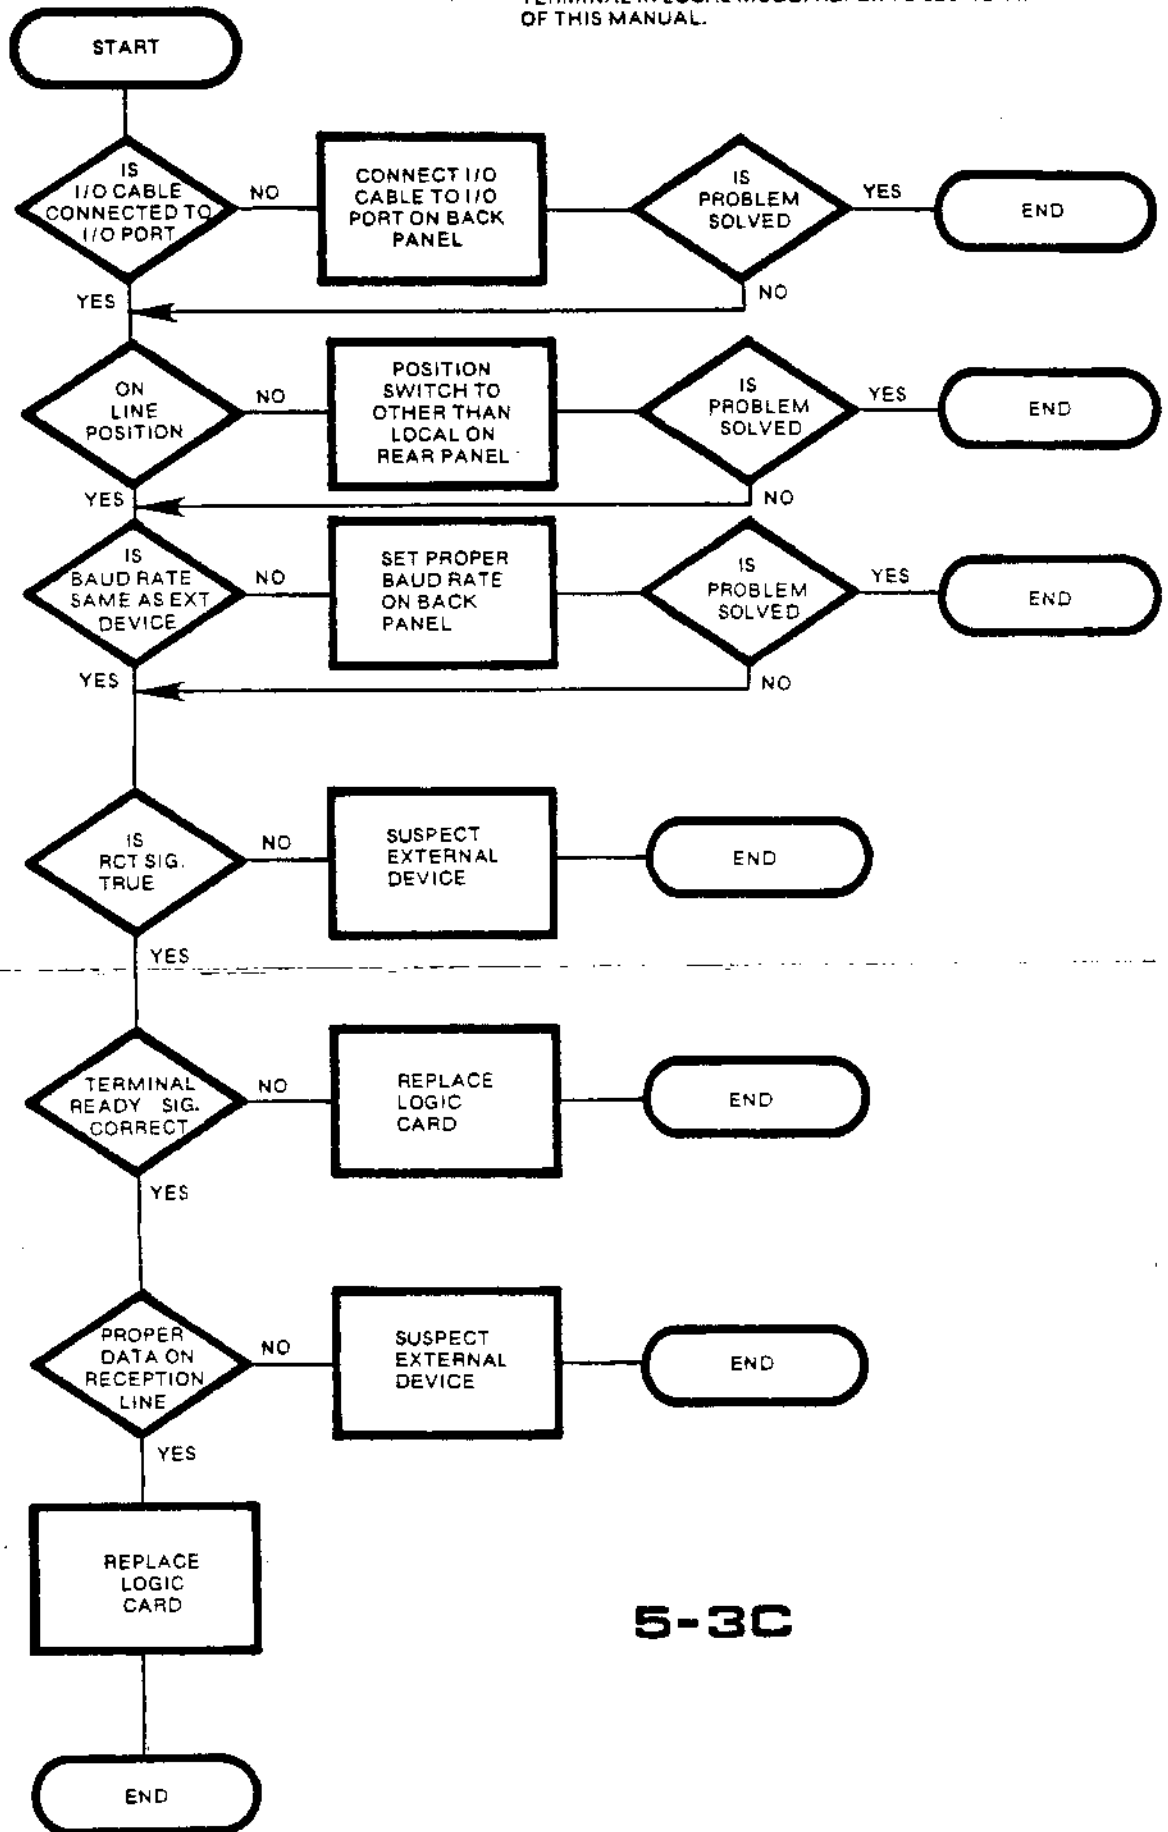 OF THIS MANUAL.
START
IS
I/O CABLE
CONNECTED TO
I/O PORT
NO
CONNECT I/O
CABLE TO I/O
PORT ON BACK
PANEL
IS
PROBLEM
SOLVED
YES
END
YES
NO
ON
LINE
POSITION
NO
POSITION
SWITCH TO
OTHER THAN
LOCAL ON
REAR PANEL
IS
PROBLEM
SOLVED
YES
END
YES
NO
IS
BAUD RATE
SAME AS EXT
DEVICE
NO
SET PROPER
BAUD RATE
ON BACK
PANEL
IS
PROBLEM
SOLVED
YES
END
YES
NO
IS
RCT SIG.
TRUE
NO
SUSPECT
EXTERNAL
DEVICE
END
YES
TERMINAL
READY SIG.
CORRECT
NO
REPLACE
LOGIC
CARD
END
YES
PROPER
DATA ON
RECEPTION
LINE
NO
SUSPECT
EXTERNAL
DEVICE
END
YES
REPLACE
LOGIC
CARD
5-3C
END